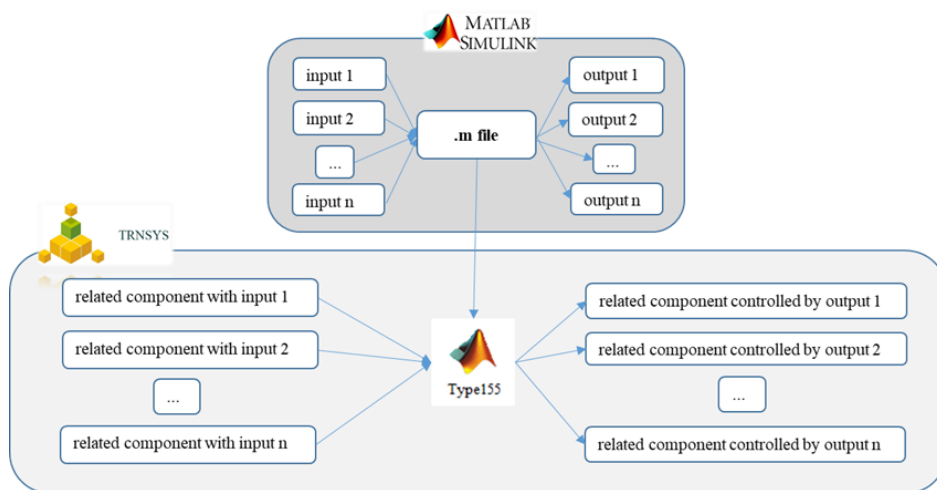 MATLAB
SIMULINK
input 1
input 2
...
input n
.m file
output 1
output 2
...
output n
TRNSYS
related component with input 1
related component with input 2
...
related component with input n
Type155
related component controlled by output 1
related component controlled by output 2
...
related component controlled by output n